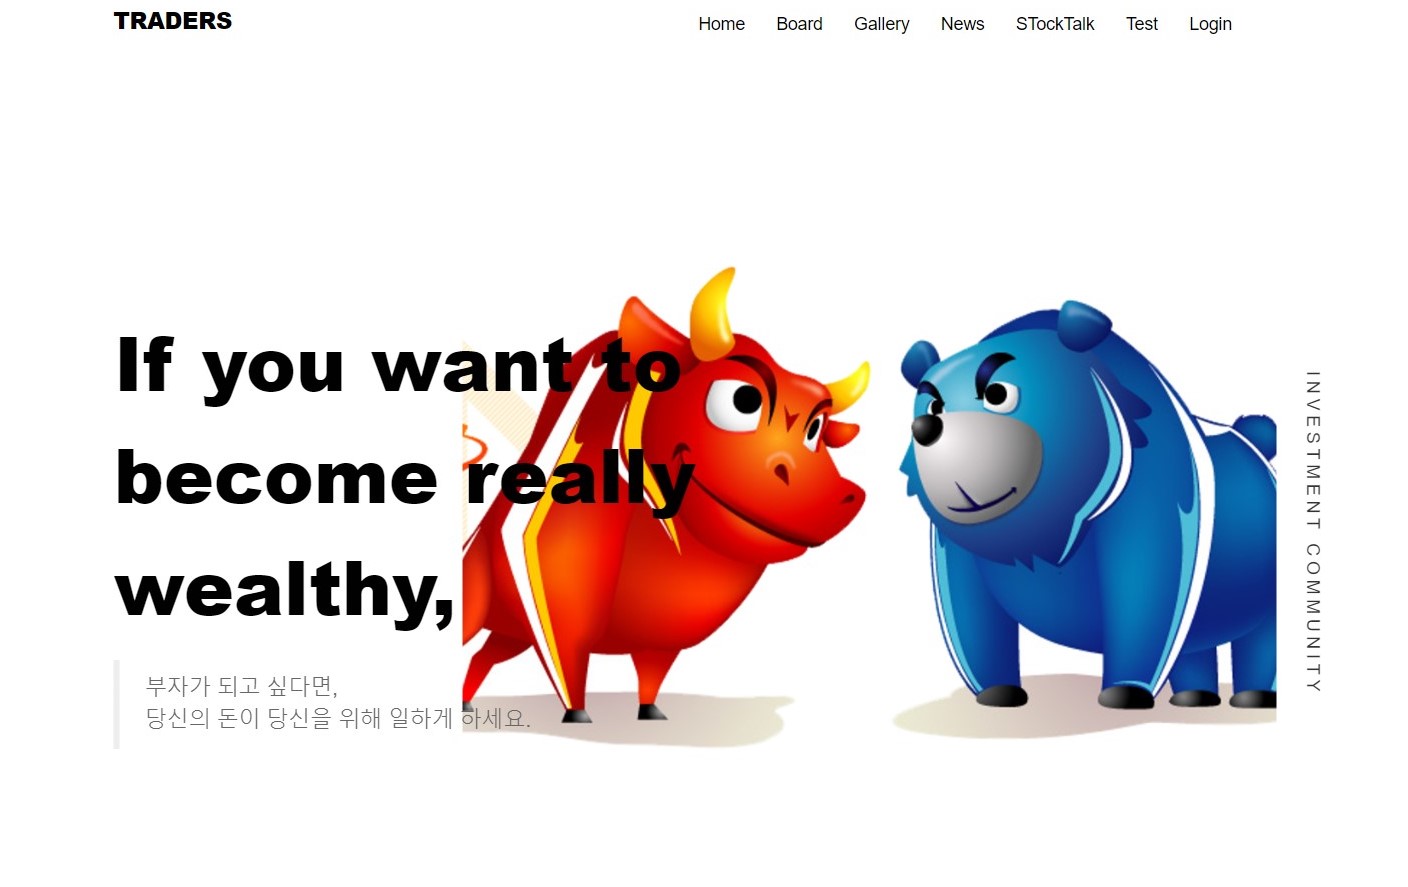 TRADERS
Home Board Gallery News STockTalk Test Login
If you want to
become really
wealthy,
부자가 되고 싶다면,
당신의 돈이 당신을 위해 일하게 하세요.
INVESTMENT COMMUNITY